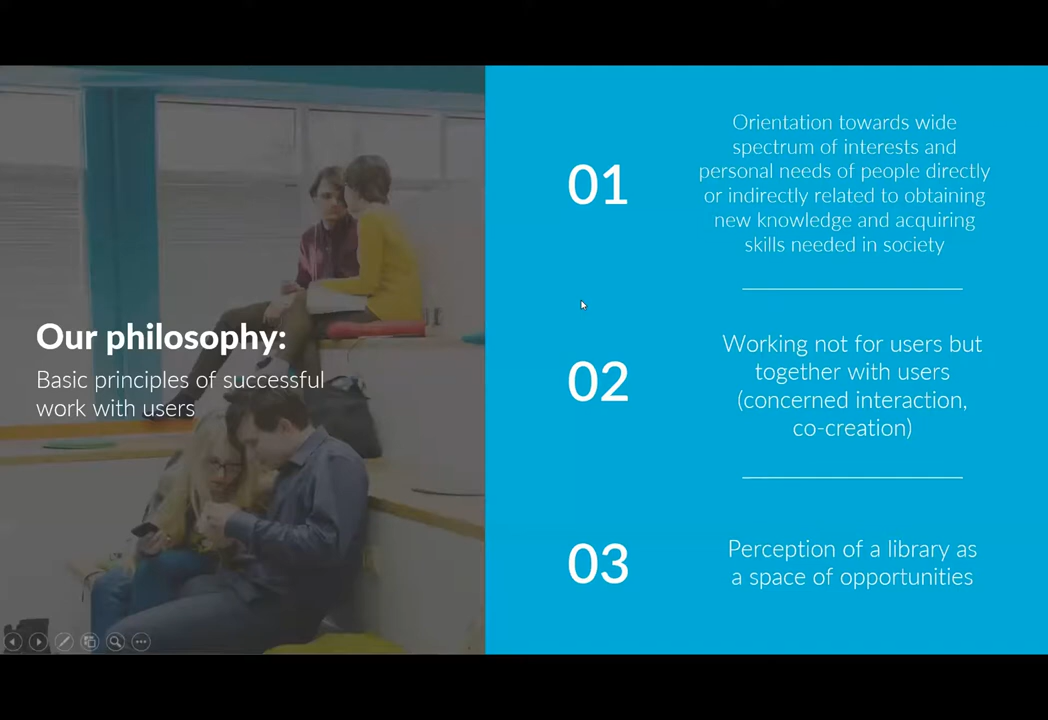 Our philosophy:
Basic principles of successful
work with users
01
Orientation towards wide
spectrum of interests and
personal needs of people directly
or indirectly related to obtaining
new knowledge and acquiring
skills needed in society
02
Working not for users but
together with users
(concerned interaction,
co-creation)
03
Perception of a library as
a space of opportunities